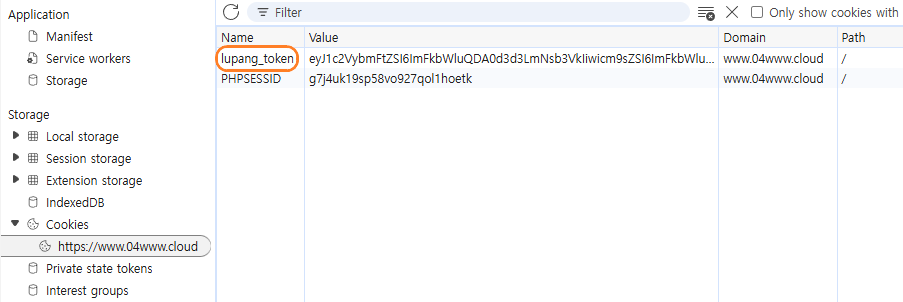 Application
Manifest
Service workers
Storage
Storage
Local storage
Session storage
Extension storage
IndexedDB
Cookies
https://www.04www.cloud
Private state tokens
Interest groups
Filter
Only show cookies with
Name Value Domain Path
lupang_token eyJ1c2VybmFtZSI6ImFkbWluQDA0d3d3LmNsb3VkIiwicm9sZSI6ImFkbWlu... www.04www.cloud /
PHPSESSID g7j4uk19sp58vo927qol1hoetk www.04www.cloud /